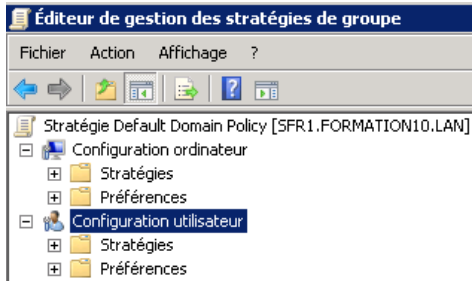 Éditeur de gestion des stratégies de groupe
Fichier Action Affichage ?
Stratégie Default Domain Policy [SFR1.FORMATION10.LAN]
Configuration ordinateur
Stratégies
Préférences
Configuration utilisateur
Stratégies
Préférences